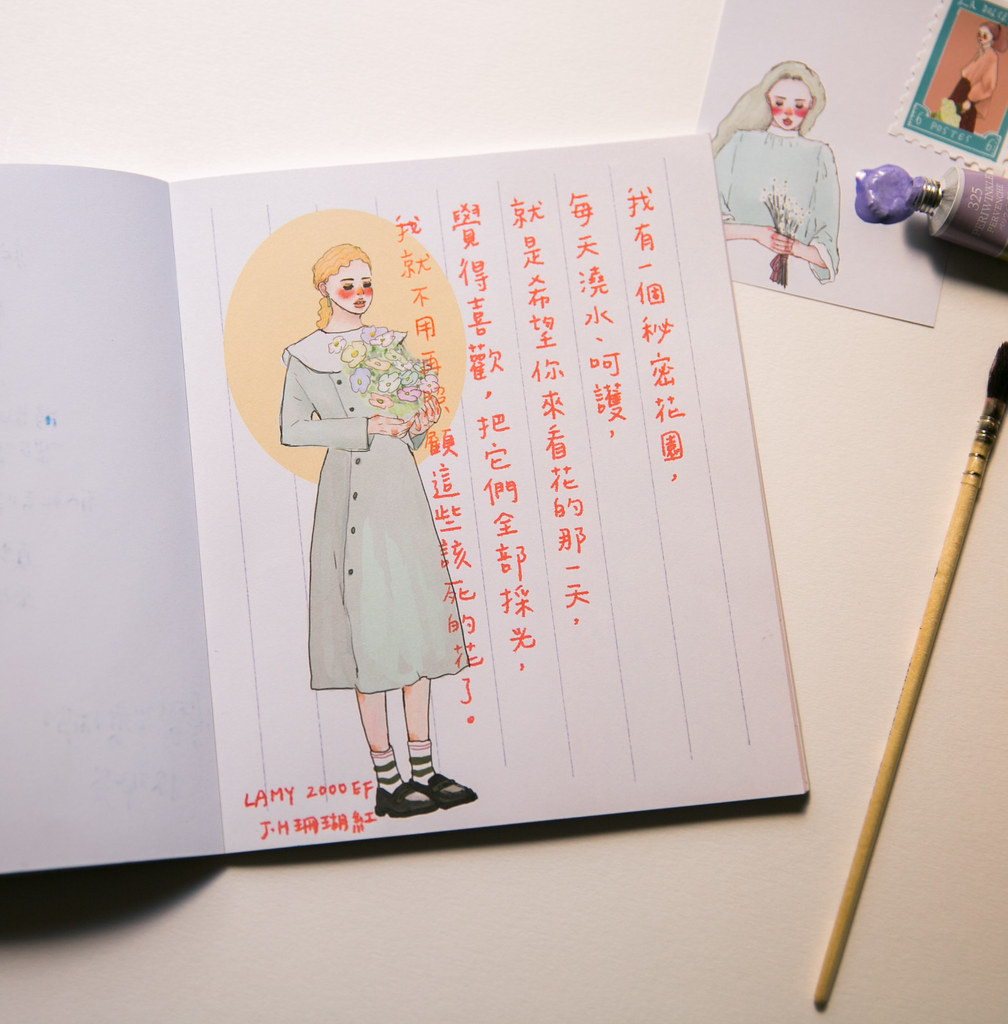 我有一個秘密花園，
每天澆水、呵護，
就是希望你來看花的那一天，
覺得喜歡，把它們全部採光，
我就不用再照顧這些該死的花了。
LAMY 2000 EF
J.H珊瑚紅
6 POSTES 6
325
PERIWINKLE